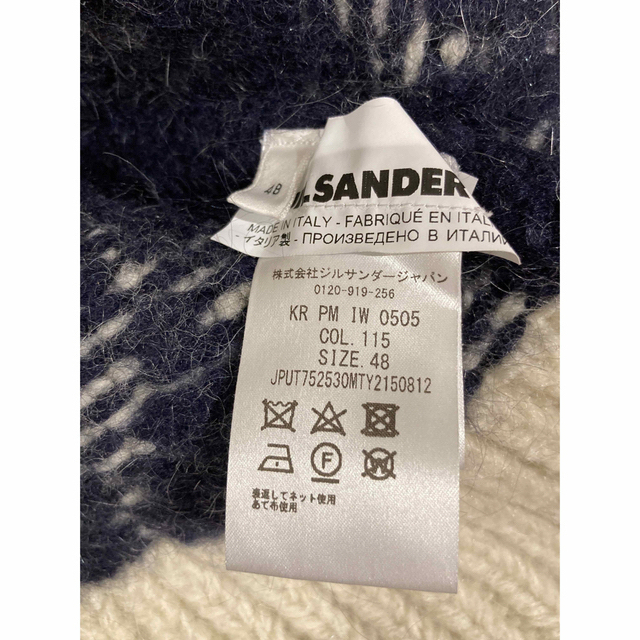 48
SANDER
MADE IN ITALY - FABRIQUÉ EN ITAL
イタリア製 - ПРОИЗВЕДЕНО В ИТАЛИИ
株式会社ジルサンダージャパン
0120-919-256
KR PM IW 0505
COL.115
SIZE.48
JPUT752530MTY2150812
F
W
裏返してネット使用
あて布使用